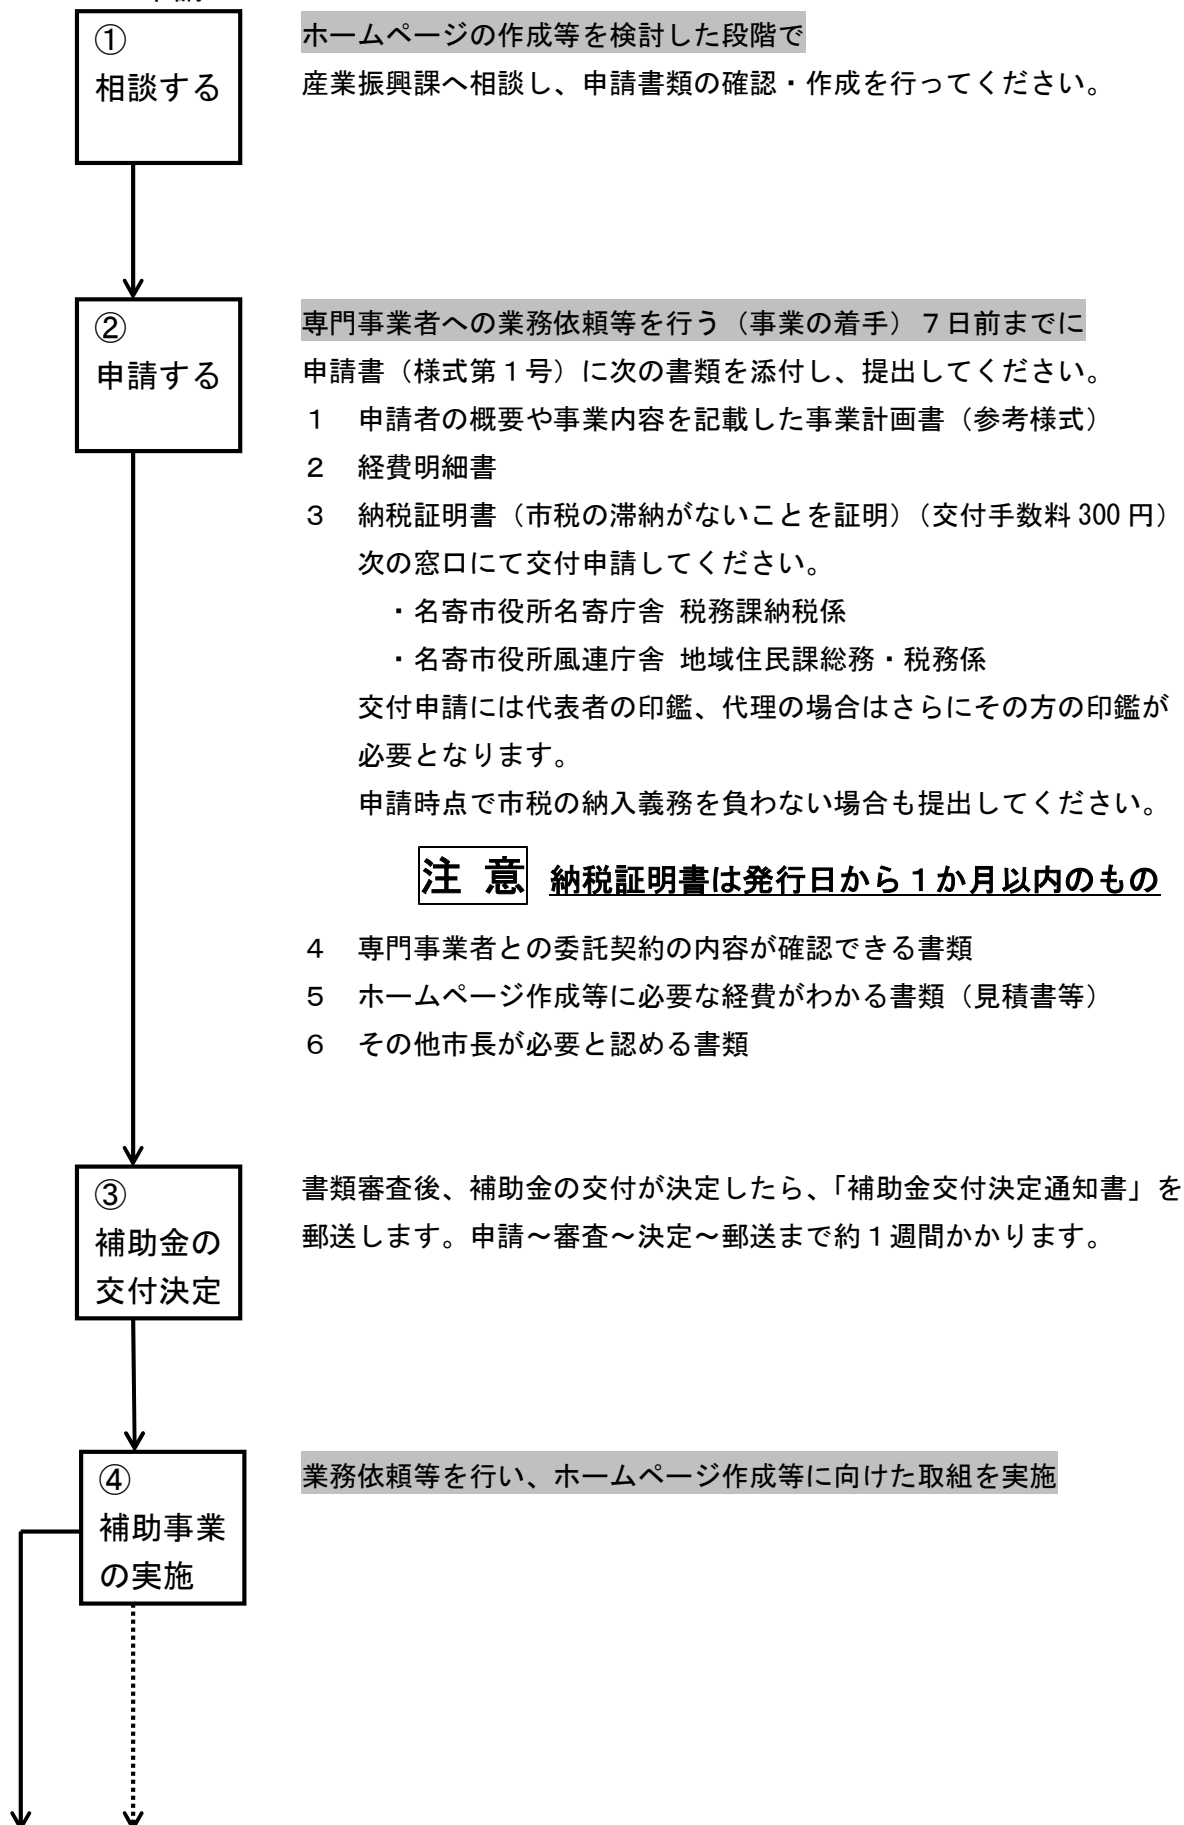 ①
相談する
ホームページの作成等を検討した段階で
産業振興課へ相談し、申請書類の確認・作成を行ってください。
②
申請する
専門事業者への業務依頼等を行う（事業の着手）７日前までに
申請書（様式第１号）に次の書類を添付し、提出してください。
１　申請者の概要や事業内容を記載した事業計画書（参考様式）
２　経費明細書
３　納税証明書（市税の滞納がないことを証明）（交付手数料 300 円）
次の窓口にて交付申請してください。
・名寄市役所名寄庁舎 税務課納税係
・名寄市役所風連庁舎 地域住民課総務・税務係
交付申請には代表者の印鑑、代理の場合はさらにその方の印鑑が
必要となります。
申請時点で市税の納入義務を負わない場合も提出してください。
注 意 納税証明書は発行日から１か月以内のもの
４　専門事業者との委託契約の内容が確認できる書類
５　ホームページ作成等に必要な経費がわかる書類（見積書等）
６　その他市長が必要と認める書類
③
補助金の
交付決定
書類審査後、補助金の交付が決定したら、「補助金交付決定通知書」を
郵送します。申請～審査～決定～郵送まで約１週間かかります。
④
補助事業
の実施
業務依頼等を行い、ホームページ作成等に向けた取組を実施